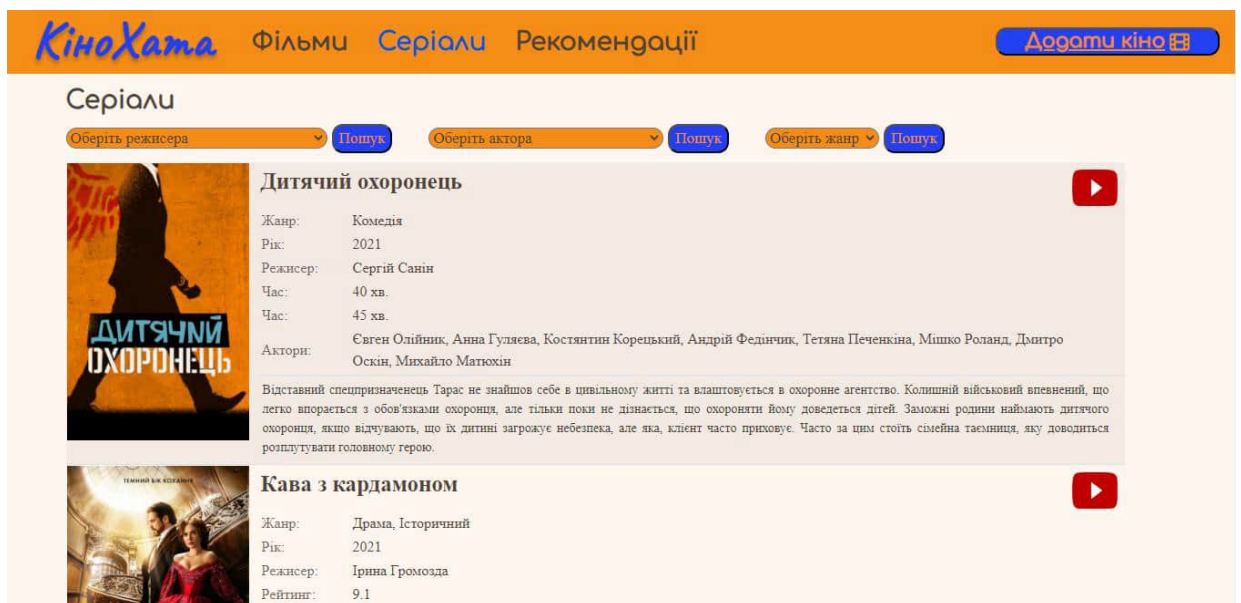 КіноХата Фільми Серіали Рекомендації Додати кіно
Серіали
Оберіть режисера Пошук Оберіть актора Пошук Оберіть жанр Пошук
ДИТЯЧИЙ
ОХОРОНЕЦЬ
Дитячий охоронець
Жанр: Комедія
Рік: 2021
Режисер: Сергій Санін
Час: 40 хв.
Час: 45 хв.
Актори: Євген Олійник, Анна Гуляєва, Костянтин Корецький, Андрій Федінчик, Тетяна Печенкіна, Мішко Роланд, Дмитро
Оскін, Михайло Матюхін
Відставний спецпризначенець Тарас не знайшов себе в цивільному житті та влаштовується в охоронне агентство. Колишній військовий впевнений, що
легко впорається з обов'язками охоронця, але тільки поки не дізнається, що охороняти йому доведеться дітей. Заможні родини наймають дитячого
охоронця, якщо відчувають, що їх дитині загрожує небезпека, але яка, клієнт часто приховує. Часто за цим стоїть сімейна таємниця, яку доводиться
розплутувати головному герою.
ТЕМНИЙ БІК КОХАННЯ
Кава з кардамоном
Жанр: Драма, Історичний
Рік: 2021
Режисер: Ірина Громозда
Рейтинг: 9.1